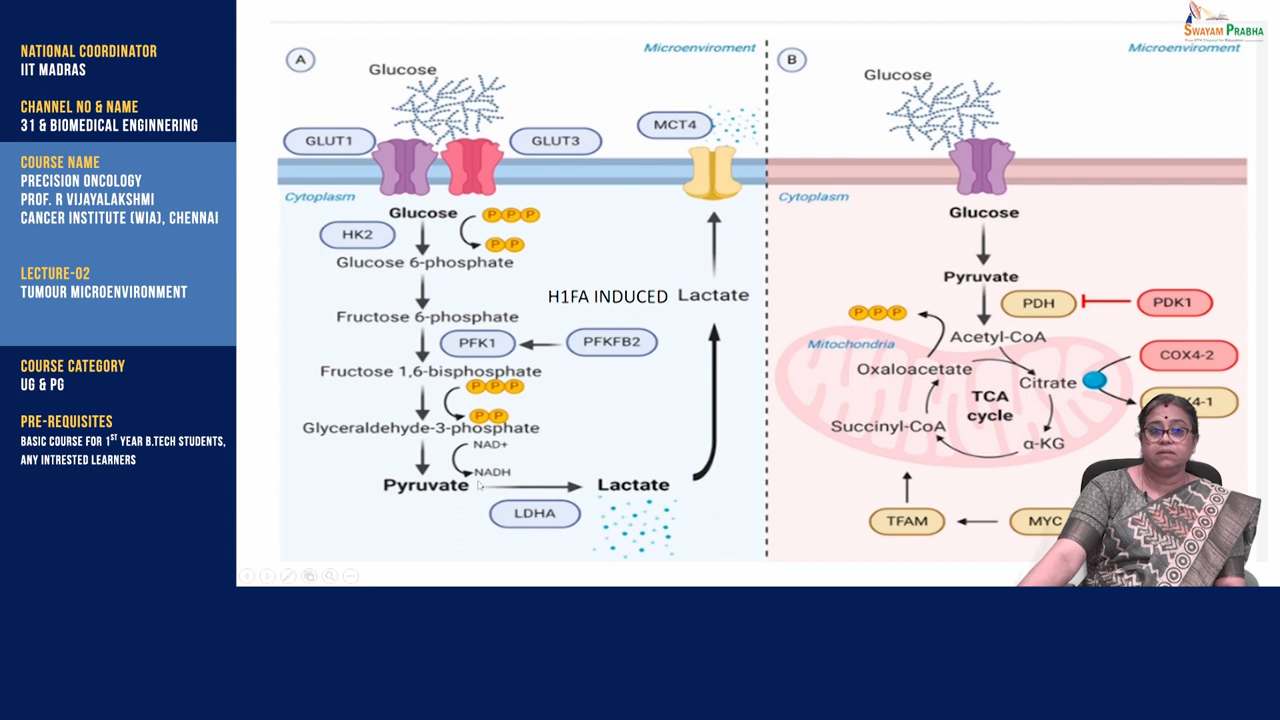 NATIONAL COORDINATOR
IIT MADRAS
CHANNEL NO & NAME
31 & BIOMEDICAL ENGINNERING
COURSE NAME
PRECISION ONCOLOGY
PROF. R VIJAYALAKSHMI
CANCER INSTITUTE (WIA), CHENNAI
LECTURE-02
TUMOUR MICROENVIRONMENT
COURSE CATEGORY
UG & PG
PRE-REQUISITES
BASIC COURSE FOR 1ST YEAR B.TECH STUDENTS,
ANY INTRESTED LEARNERS
SWAYAM PRABHA
A
Microenviroment
Glucose
GLUT1
GLUT3
MCT4
Cytoplasm
Glucose
P P P
HK2
P P
Glucose 6-phosphate
H1FA INDUCED
Lactate
Fructose 6-phosphate
PFK1
PFKFB2
Fructose 1,6-bisphosphate
P P P
P P
Glyceraldehyde-3-phosphate
NAD+
NADH
Pyruvate
Lactate
LDHA
B
Microenviroment
Glucose
Cytoplasm
Glucose
Pyruvate
PDH
PDK1
P P P
Acetyl-CoA
Mitochondria
COX4-2
Oxaloacetate
Citrate
TCA
cycle
X4-1
Succinyl-CoA
α-KG
TFAM
MYC